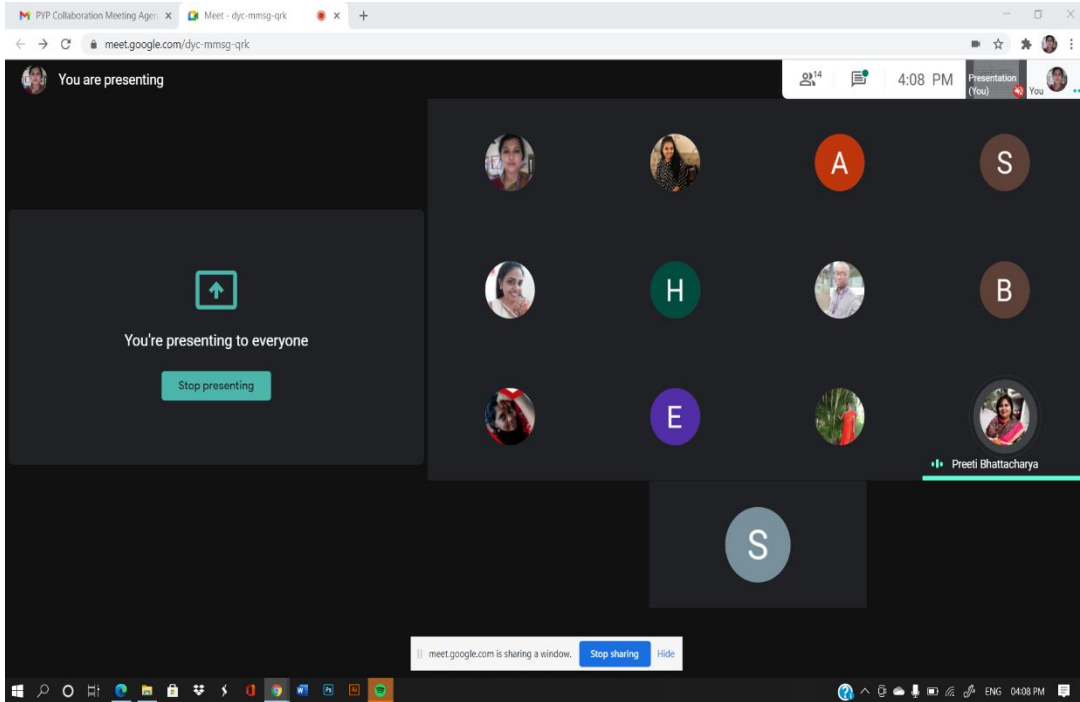 PYP Collaboration Meeting Agen
Meet - dyc-mmsg-qrk
meet.google.com/dyc-mmsg-qrk
You are presenting
14
4:08 PM
Presentation
(You)
You
A
S
H
B
You're presenting to everyone
Stop presenting
E
Preeti Bhattacharya
S
meet.google.com is sharing a window.
Stop sharing
Hide
W
Ps
Ai
ENG
04:08 PM